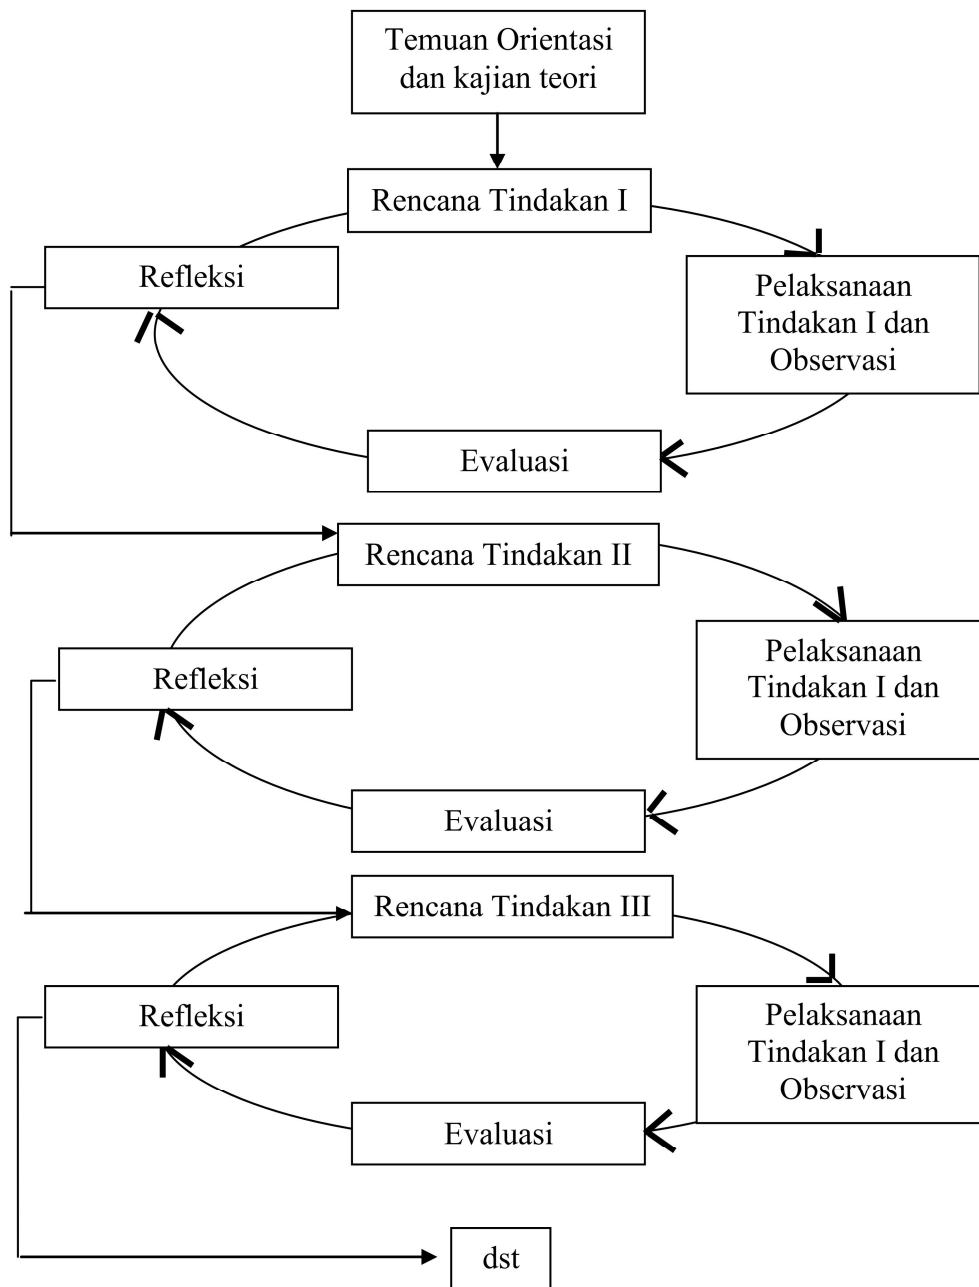 Temuan Orientasi
dan kajian teori
Rencana Tindakan I
Refleksi
Pelaksanaan
Tindakan I dan
Observasi
Evaluasi
Rencana Tindakan II
Refleksi
Pelaksanaan
Tindakan I dan
Observasi
Evaluasi
Rencana Tindakan III
Refleksi
Pelaksanaan
Tindakan I dan
Observasi
Evaluasi
dst